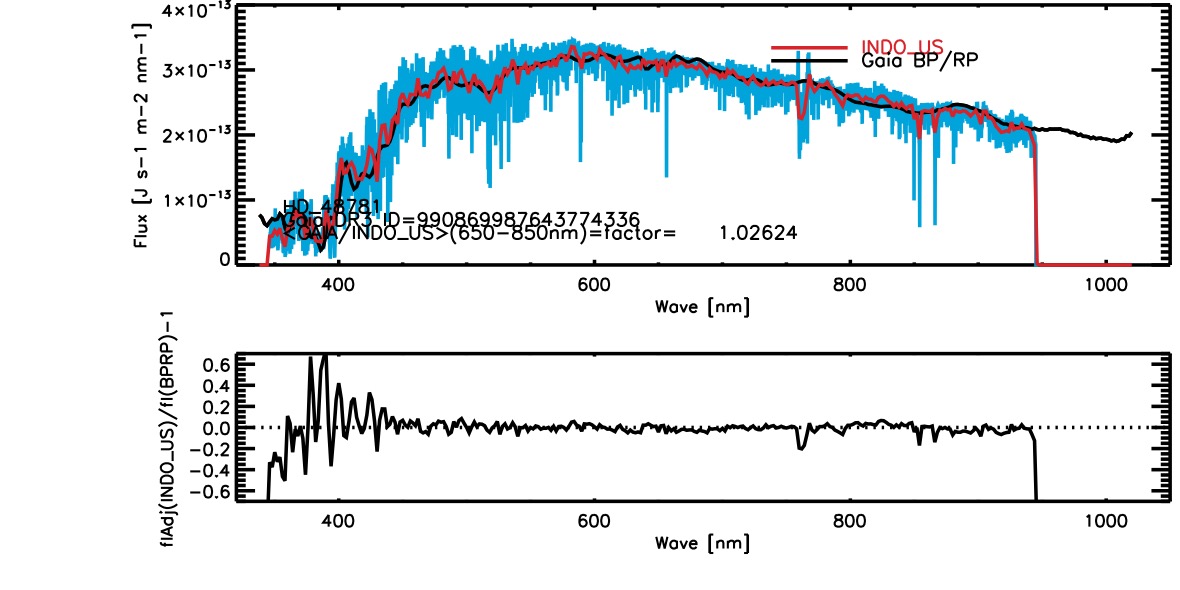 4×10−13
3×10−13
2×10−13
1×10−13
0
Flux [J s−1 m−2 nm−1]
INDO_US
Gaia BP/RP
HD_48781
Gaia DR3 ID=990869987643774336
<GAIA/INDO_US>(650−850nm)=factor= 1.02624
400 600 800 1000
Wave [nm]
flAdj(INDO_US)/fl(BPRP)−1
0.6
0.4
0.2
0.0
−0.2
−0.4
−0.6
400 600 800 1000
Wave [nm]